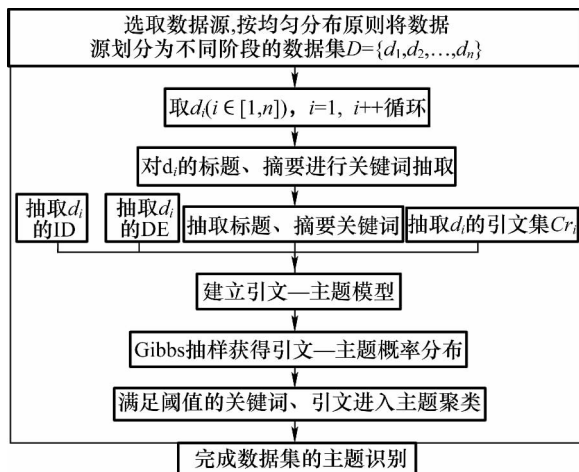 选取数据源,按均匀分布原则将数据
源划分为不同阶段的数据集D={d₁,d₂,…,dₙ}
取dᵢ(i∈[1,n]), i=1, i++循环
对dᵢ的标题、摘要进行关键词抽取
抽取dᵢ
的ID
抽取dᵢ
的DE
抽取标题、摘要关键词
抽取dᵢ的引文集Crᵢ
建立引文—主题模型
Gibbs抽样获得引文—主题概率分布
满足阈值的关键词、引文进入主题聚类
完成数据集的主题识别